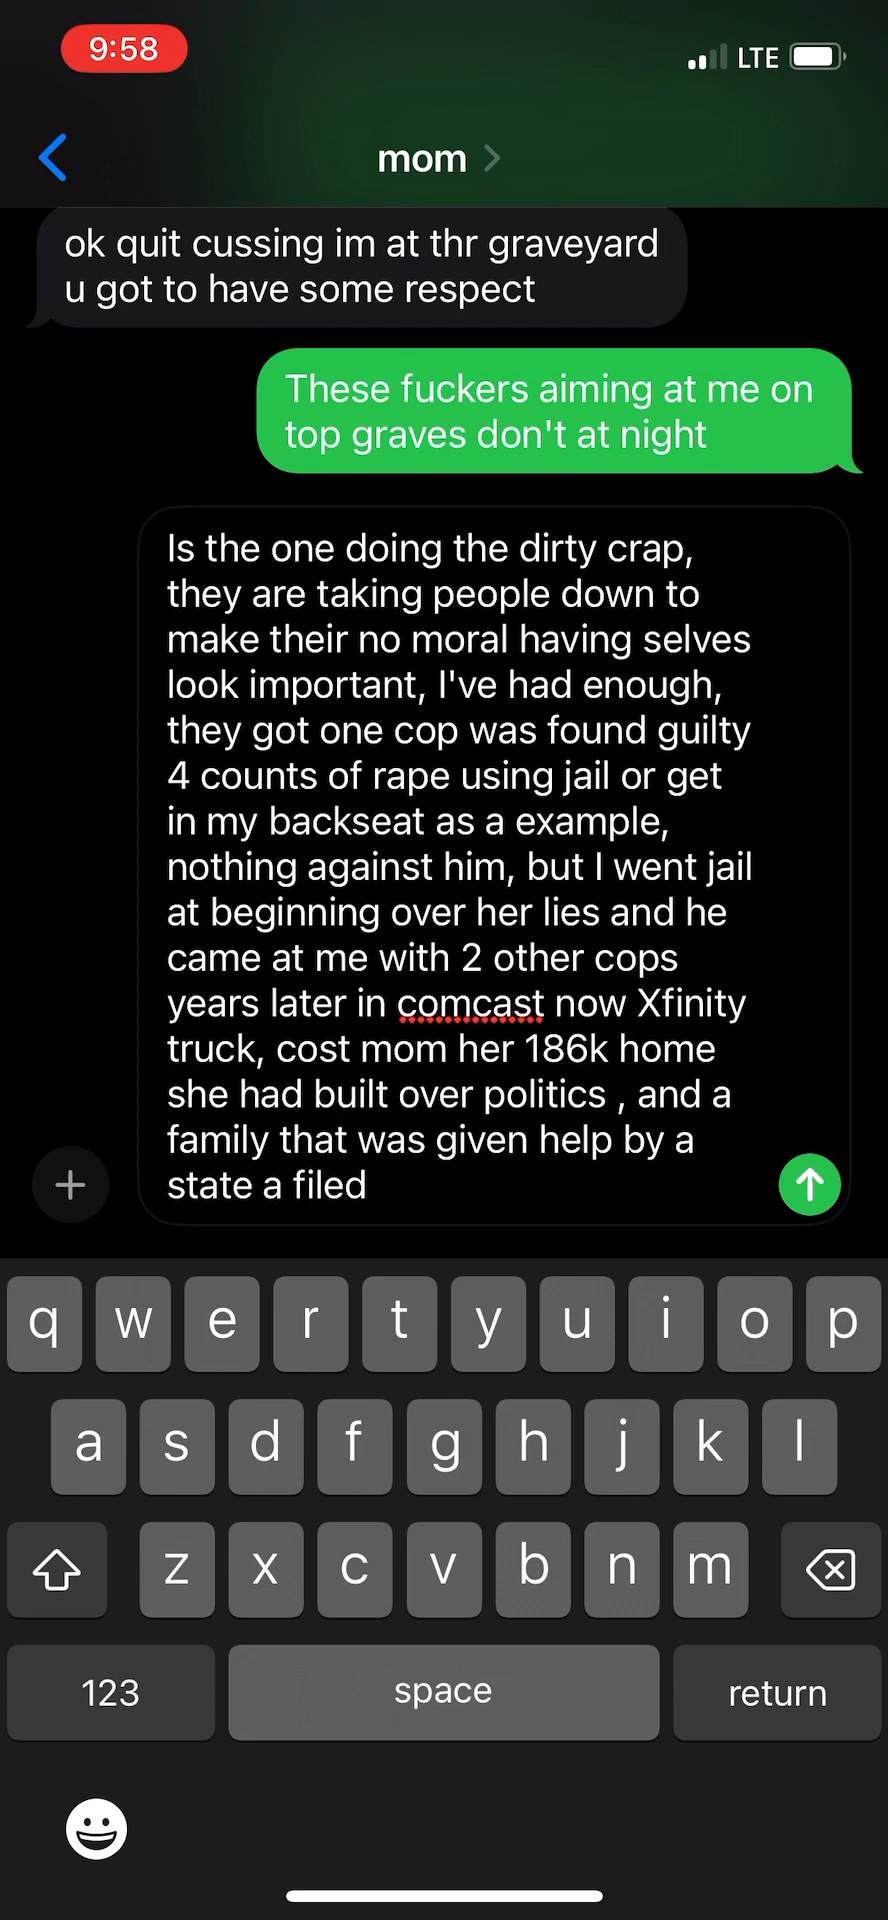 9:58
LTE
mom
ok quit cussing im at thr graveyard
u got to have some respect
These fuckers aiming at me on
top graves don't at night
Is the one doing the dirty crap,
they are taking people down to
make their no moral having selves
look important, I've had enough,
they got one cop was found guilty
4 counts of rape using jail or get
in my backseat as a example,
nothing against him, but I went jail
at beginning over her lies and he
came at me with 2 other cops
years later in comcast now Xfinity
truck, cost mom her 186k home
she had built over politics , and a
family that was given help by a
state a filed
q w e r t y u i o p
a s d f g h j k l
z x c v b n m
123 space return